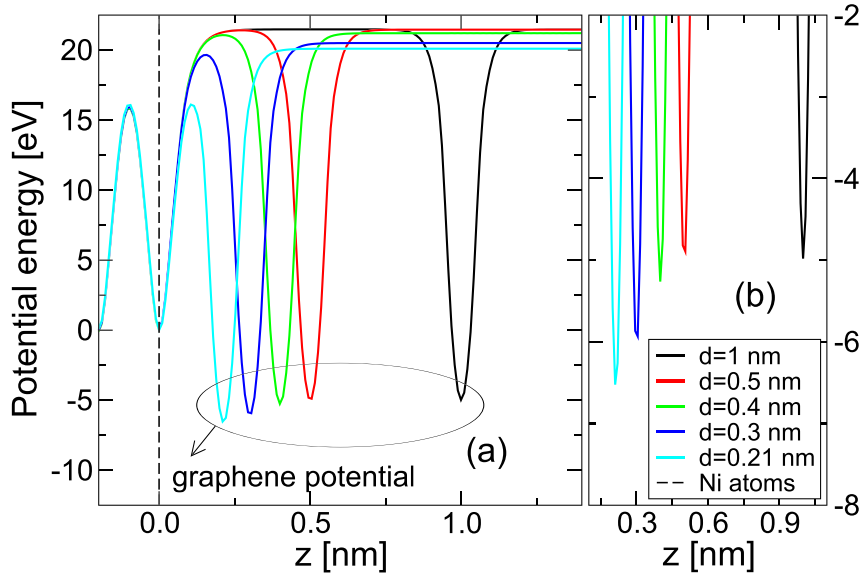 Potential energy [eV]
20
15
10
5
0
-5
-10
0.0
0.5
1.0
z [nm]
(a)
graphene potential
-2
-4
-6
-8
(b)
d=1 nm
d=0.5 nm
d=0.4 nm
d=0.3 nm
d=0.21 nm
Ni atoms
0.3
0.6
0.9
z [nm]